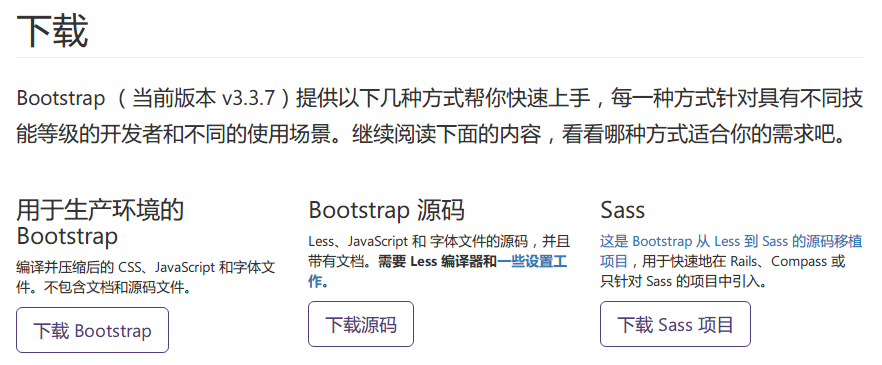 下载
Bootstrap （当前版本 v3.3.7）提供以下几种方式帮你快速上手，每一种方式针对具有不同技
能等级的开发者和不同的使用场景。继续阅读下面的内容，看看哪种方式适合你的需求吧。
用于生产环境的
Bootstrap
编译并压缩后的 CSS、JavaScript 和字体文
件。不包含文档和源码文件。
下载 Bootstrap
Bootstrap 源码
Less、JavaScript 和 字体文件的源码，并且
带有文档。需要 Less 编译器和一些设置工
作。
下载源码
Sass
这是 Bootstrap 从 Less 到 Sass 的源码移植
项目，用于快速地在 Rails、Compass 或
只针对 Sass 的项目中引入。
下载 Sass 项目